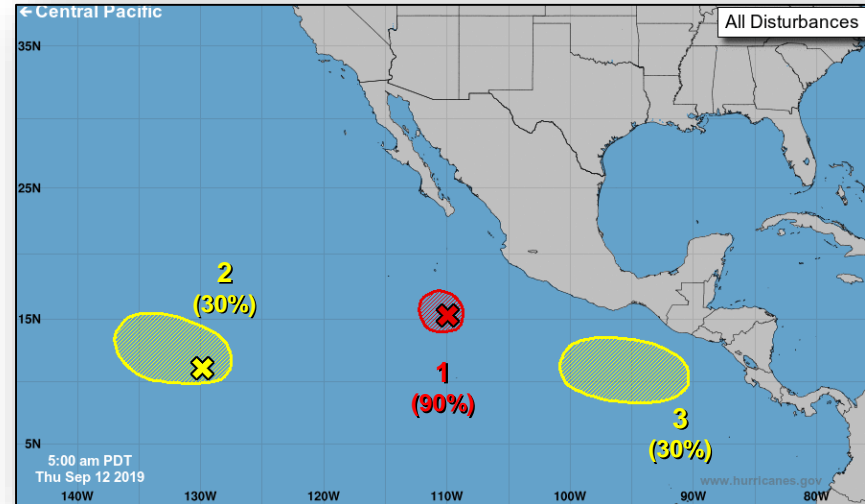 ← Central Pacific
All Disturbances
35N
25N
2
(30%)
15N
1
(90%)
3
(30%)
5N
5:00 am PDT
Thu Sep 12 2019
www.hurricanes.gov
140W 130W 120W 110W 100W 90W 80W